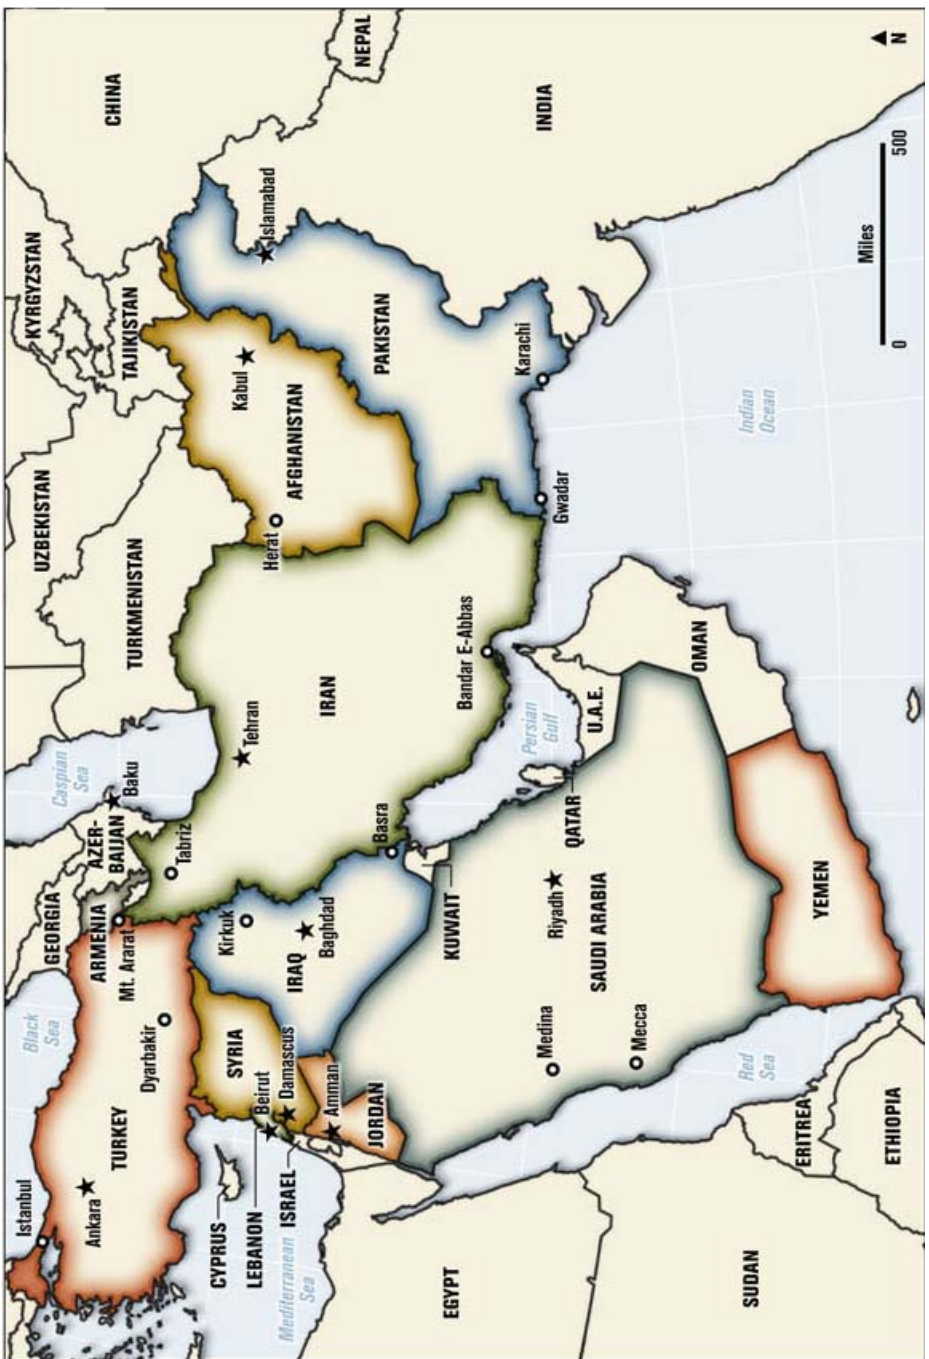 CHINA
NEPAL
INDIA
KYRGYZSTAN
TAJIKISTAN
UZBEKISTAN
TURKMENISTAN
Islamabad
PAKISTAN
Karachi
Gwadar
Kabul
AFGHANISTAN
Herat
Caspian
Sea
Baku
AZER-
BAIJAN
GEORGIA
ARMENIA
Mt. Ararat
Tabriz
Tehran
IRAN
Bandar E-Abbas
Basra
Kirkuk
Baghdad
IRAQ
KUWAIT
Persian
Gulf
U.A.E.
OMAN
QATAR
Riyadh
SAUDI ARABIA
Medina
Mecca
YEMEN
Black
Sea
Istanbul
Ankara
TURKEY
Dyarbakir
SYRIA
Beirut
Damascus
Amman
JORDAN
CYPRUS
LEBANON
ISRAEL
Mediterranean
Sea
EGYPT
SUDAN
Red
Sea
ERITREA
ETHIOPIA
Indian
Ocean
Miles
0
500
N